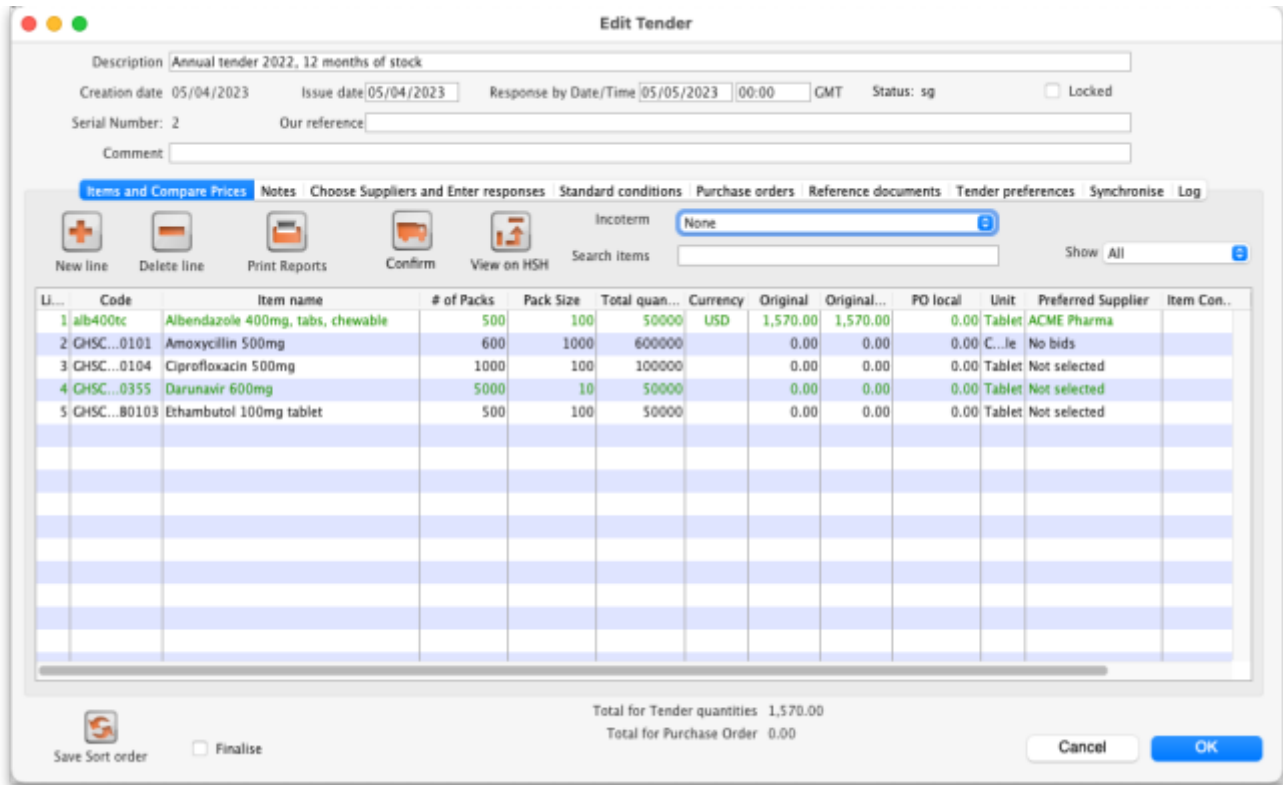 Edit Tender
Description Annual tender 2022, 12 months of stock
Creation date 05/04/2023 Issue date 05/04/2023 Response by Date/Time 05/05/2023 00:00 GMT Status: sg Locked
Serial Number: 2 Our reference
Comment
Items and Compare Prices Notes Choose Suppliers and Enter responses Standard conditions Purchase orders Reference documents Tender preferences Synchronise Log
Incoterm None
Search items Show All
New line Delete line Print Reports Confirm View on HSH
Li... Code Item name # of Packs Pack Size Total quan... Currency Original Original... PO local Unit Preferred Supplier Item Con..
1 alb400tc Albendazole 400mg, tabs, chewable 500 100 50000 USD 1,570.00 1,570.00 0.00 Tablet ACME Pharma
2 GHSC...0101 Amoxycillin 500mg 600 1000 600000 0.00 0.00 0.00 C...le No bids
3 GHSC...0104 Ciprofloxacin 500mg 1000 100 100000 0.00 0.00 0.00 Tablet Not selected
4 GHSC...0355 Darunavir 600mg 5000 10 50000 0.00 0.00 0.00 Tablet Not selected
5 GHSC...80103 Ethambutol 100mg tablet 500 100 50000 0.00 0.00 0.00 Tablet Not selected
Total for Tender quantities 1,570.00
Total for Purchase Order 0.00
Save Sort order Finalise Cancel OK